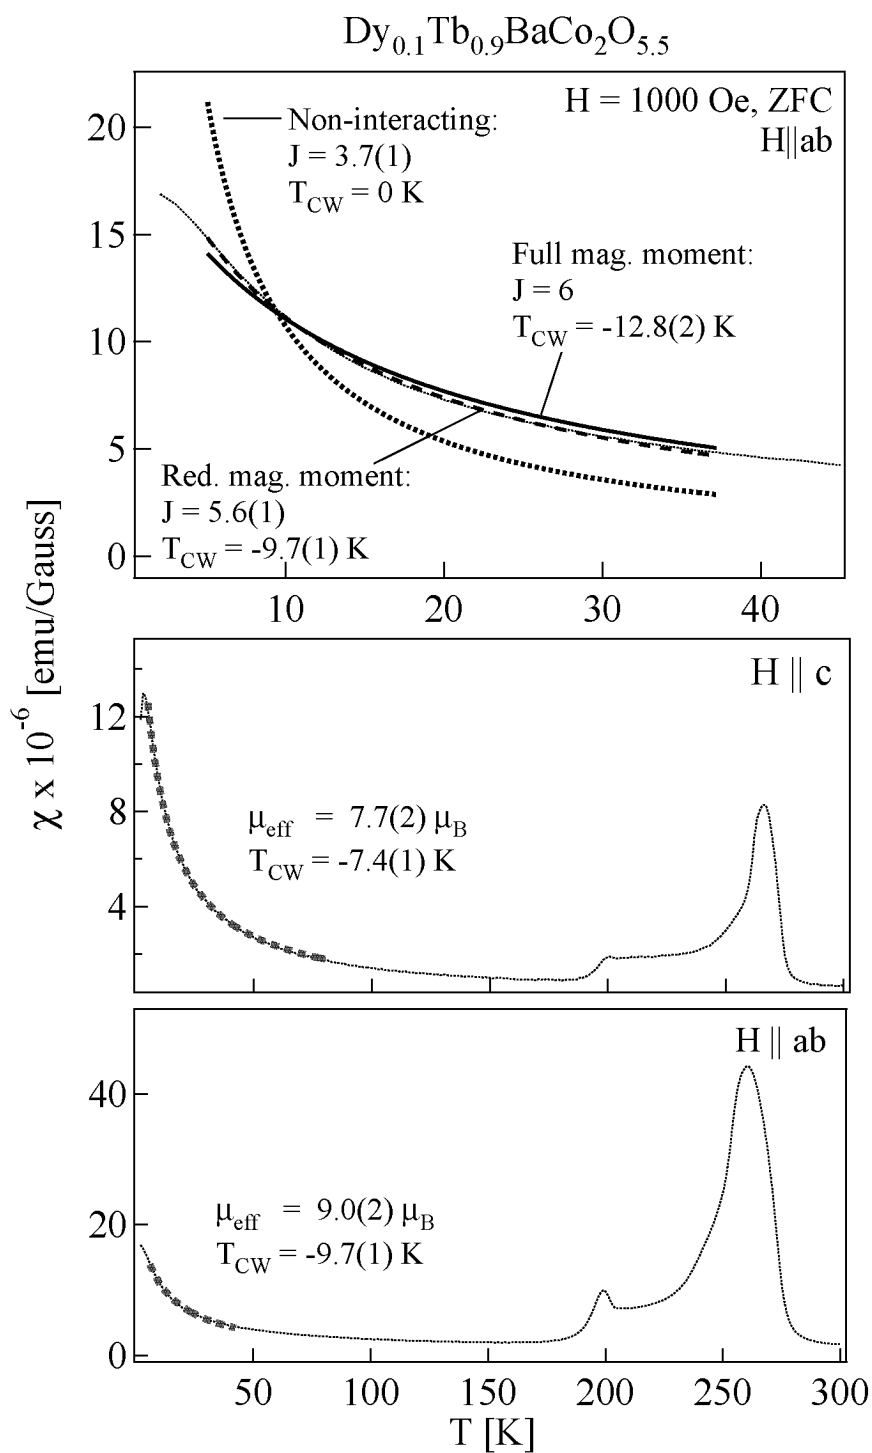 Dy0.1Tb0.9BaCo2O5.5
H = 1000 Oe, ZFC
H||ab
Non-interacting:
J = 3.7(1)
TCW = 0 K
Full mag. moment:
J = 6
TCW = -12.8(2) K
Red. mag. moment:
J = 5.6(1)
TCW = -9.7(1) K
20
15
10
5
0
10 20 30 40
χ x 10-6 [emu/Gauss]
H || c
12
8
4
μeff = 7.7(2) μB
TCW = -7.4(1) K
H || ab
40
20
0
μeff = 9.0(2) μB
TCW = -9.7(1) K
50 100 150 200 250 300
T [K]